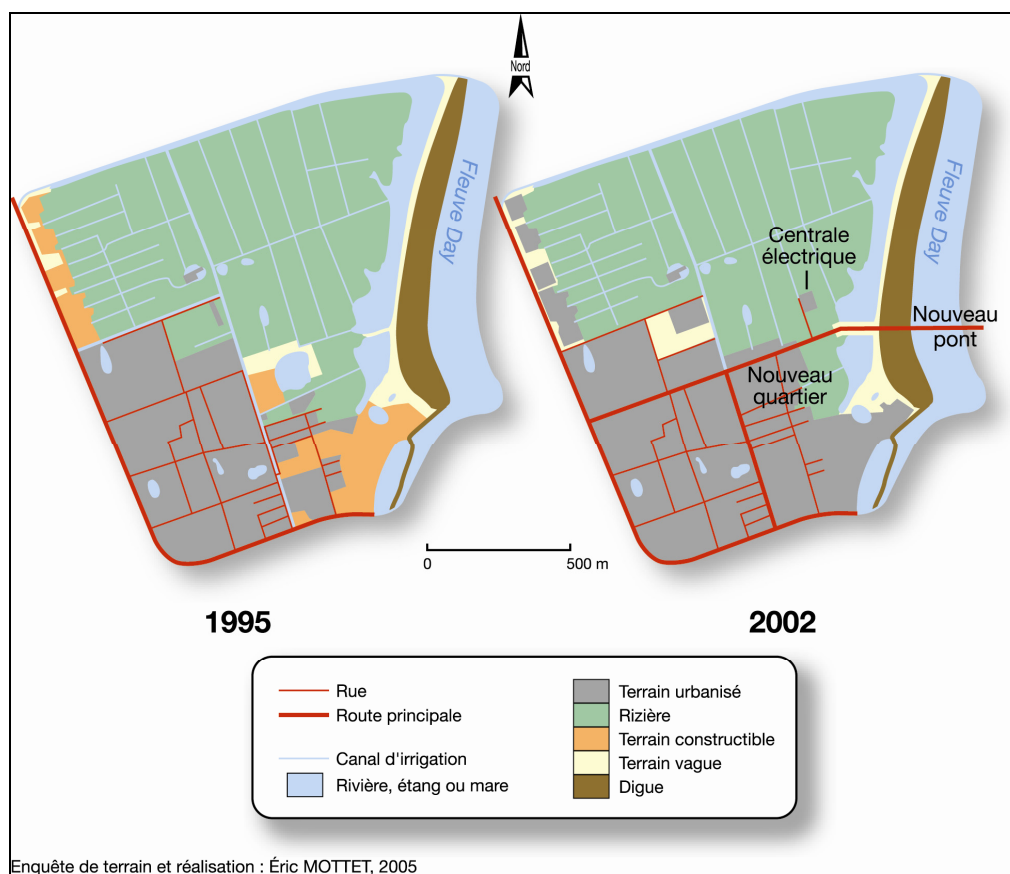 Nord
Fleuve Day
Fleuve Day
Centrale
électrique
Nouveau
pont
Nouveau
quartier
0
500 m
1995
2002
Rue
Route principale
Canal d'irrigation
Rivière, étang ou mare
Terrain urbanisé
Rizière
Terrain constructible
Terrain vague
Digue
Enquête de terrain et réalisation : Éric MOTTET, 2005